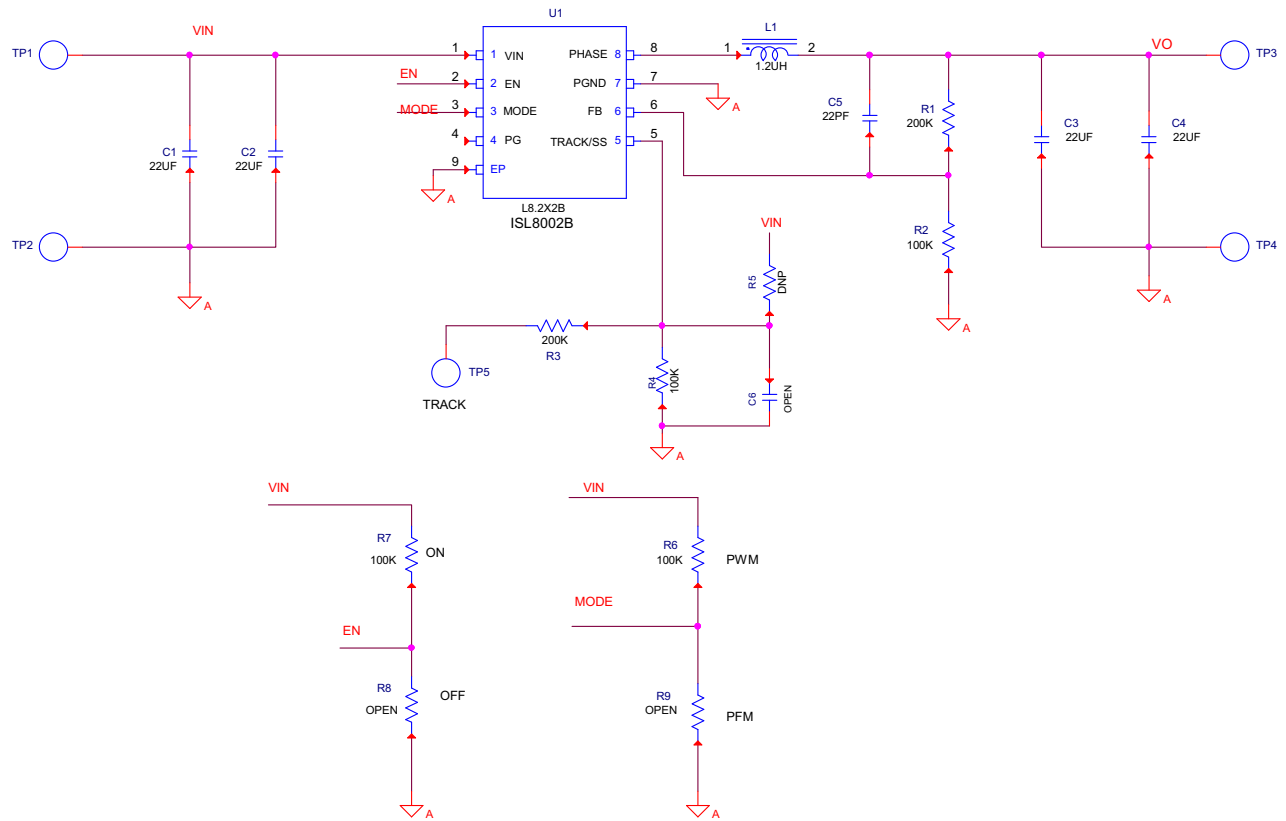 U1
VIN
TP1
1
1
VIN
PHASE
8
8
1
L1
2
1.2UH
VO
TP3
EN
2
2
EN
PGND
7
7
A
MODE
3
3
MODE
FB
6
6
4
4
PG
TRACK/SS
5
5
9
EP
A
C1
22UF
C2
22UF
C5
22PF
R1
200K
C3
22UF
C4
22UF
L8.2X2B
ISL8002B
TP2
A
R2
100K
TP4
A
A
VIN
R5
DNP
200K
R3
TP5
TRACK
R4
100K
C6
OPEN
A
VIN
R7
100K
ON
EN
R8
OPEN
OFF
A
VIN
R6
100K
PWM
MODE
R9
OPEN
PFM
A